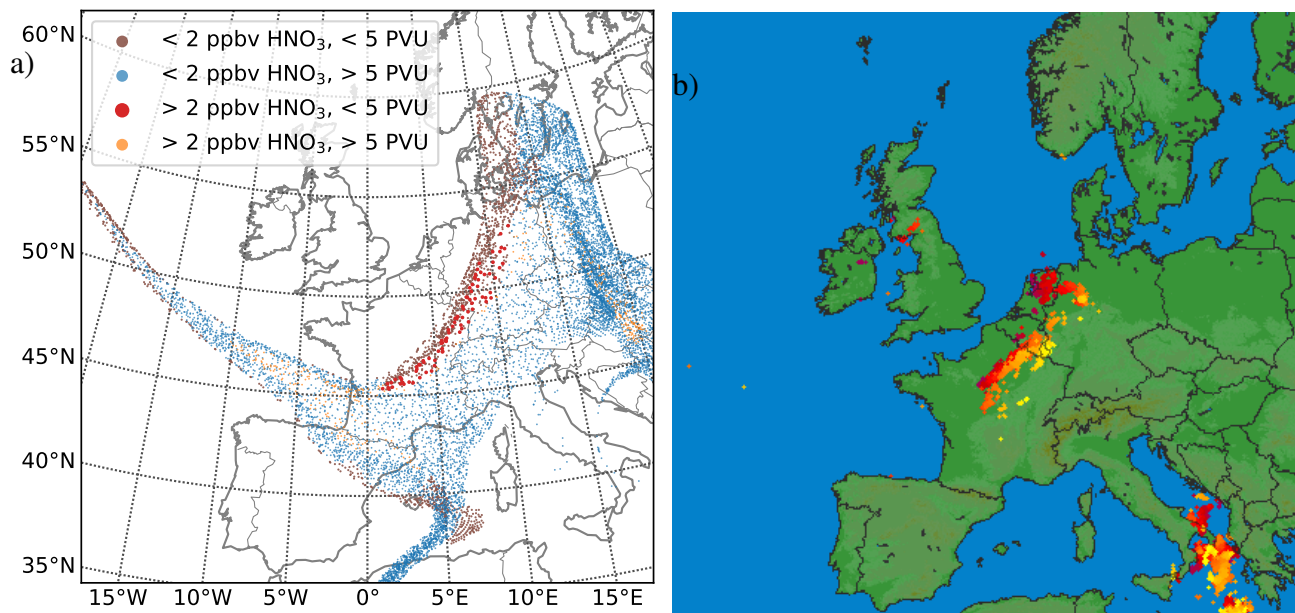 60°N
a)
< 2 ppbv HNO₃, < 5 PVU
< 2 ppbv HNO₃, > 5 PVU
> 2 ppbv HNO₃, < 5 PVU
> 2 ppbv HNO₃, > 5 PVU
55°N
50°N
45°N
40°N
35°N
15°W 10°W 5°W 0° 5°E 10°E 15°E
b)